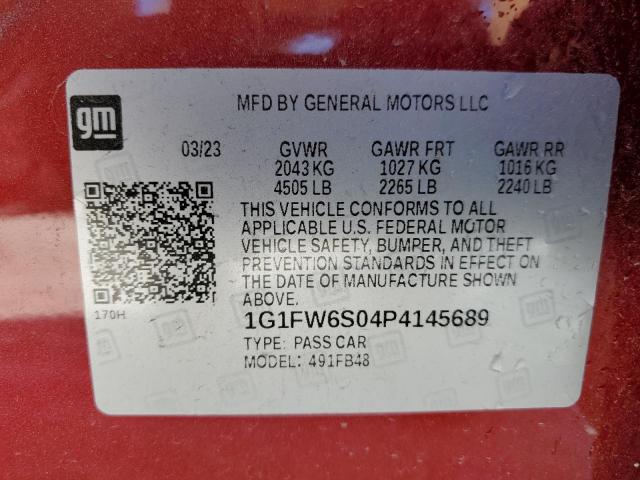 gm
MFD BY GENERAL MOTORS LLC
03/23 GVWR GAWR FRT GAWR RR
2043 KG 1027 KG 1016 KG
4505 LB 2265 LB 2240 LB
THIS VEHICLE CONFORMS TO ALL
APPLICABLE U.S. FEDERAL MOTOR
VEHICLE SAFETY, BUMPER, AND THEFT
PREVENTION STANDARDS IN EFFECT ON
THE DATE OF MANUFACTURE SHOWN
ABOVE.
170H
1G1FW6S04P4145689
TYPE: PASS CAR
MODEL: 491FB48